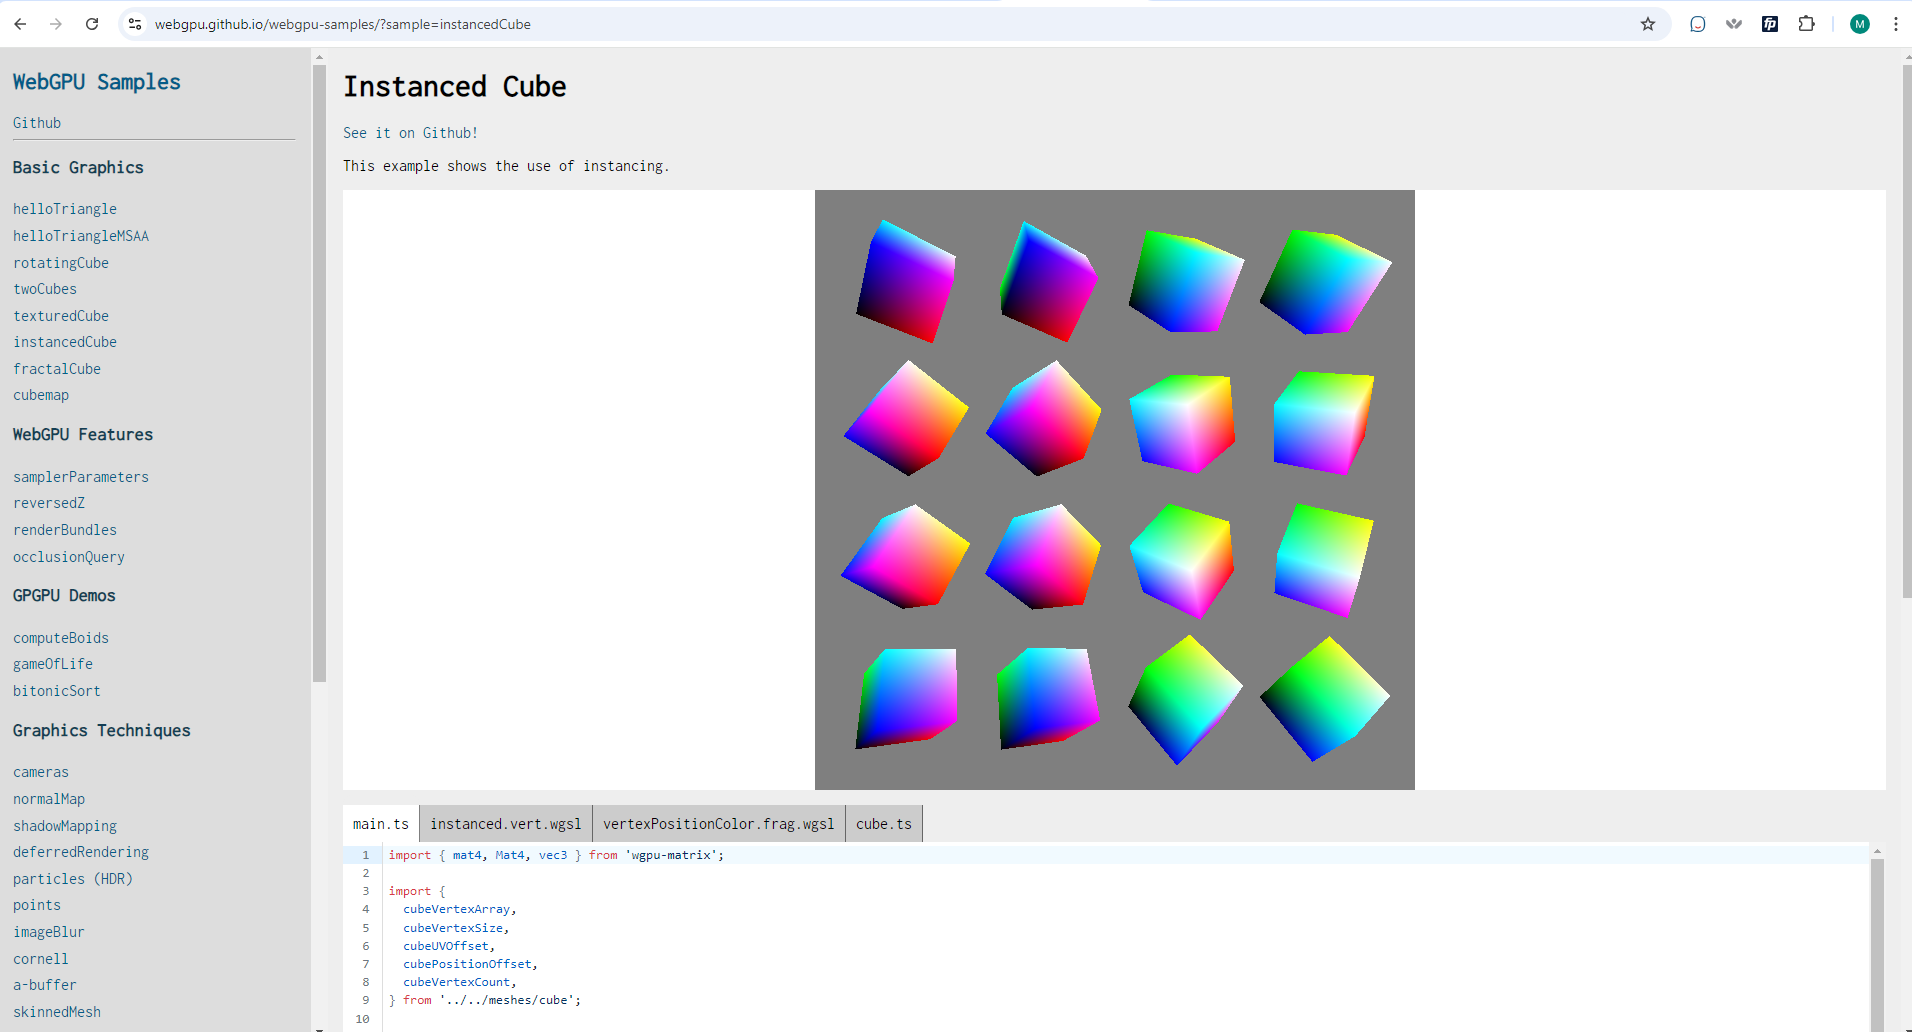 webgpu.github.io/webgpu-samples/?sample=instancedCube
fp
M
WebGPU Samples
Github
Basic Graphics
helloTriangle
helloTriangleMSAA
rotatingCube
twoCubes
texturedCube
instancedCube
fractalCube
cubemap
WebGPU Features
samplerParameters
reversedZ
renderBundles
occlusionQuery
GPGPU Demos
computeBoids
gameOfLife
bitonicSort
Graphics Techniques
cameras
normalMap
shadowMapping
deferredRendering
particles (HDR)
points
imageBlur
cornell
a-buffer
skinnedMesh
Instanced Cube
See it on Github!
This example shows the use of instancing.
main.ts instanced.vert.wgsl vertexPositionColor.frag.wgsl cube.ts
1 import { mat4, Mat4, vec3 } from 'wgpu-matrix';
2
3 import {
4 cubeVertexArray,
5 cubeVertexSize,
6 cubeUVOffset,
7 cubePositionOffset,
8 cubeVertexCount,
9 } from '../../meshes/cube';
10